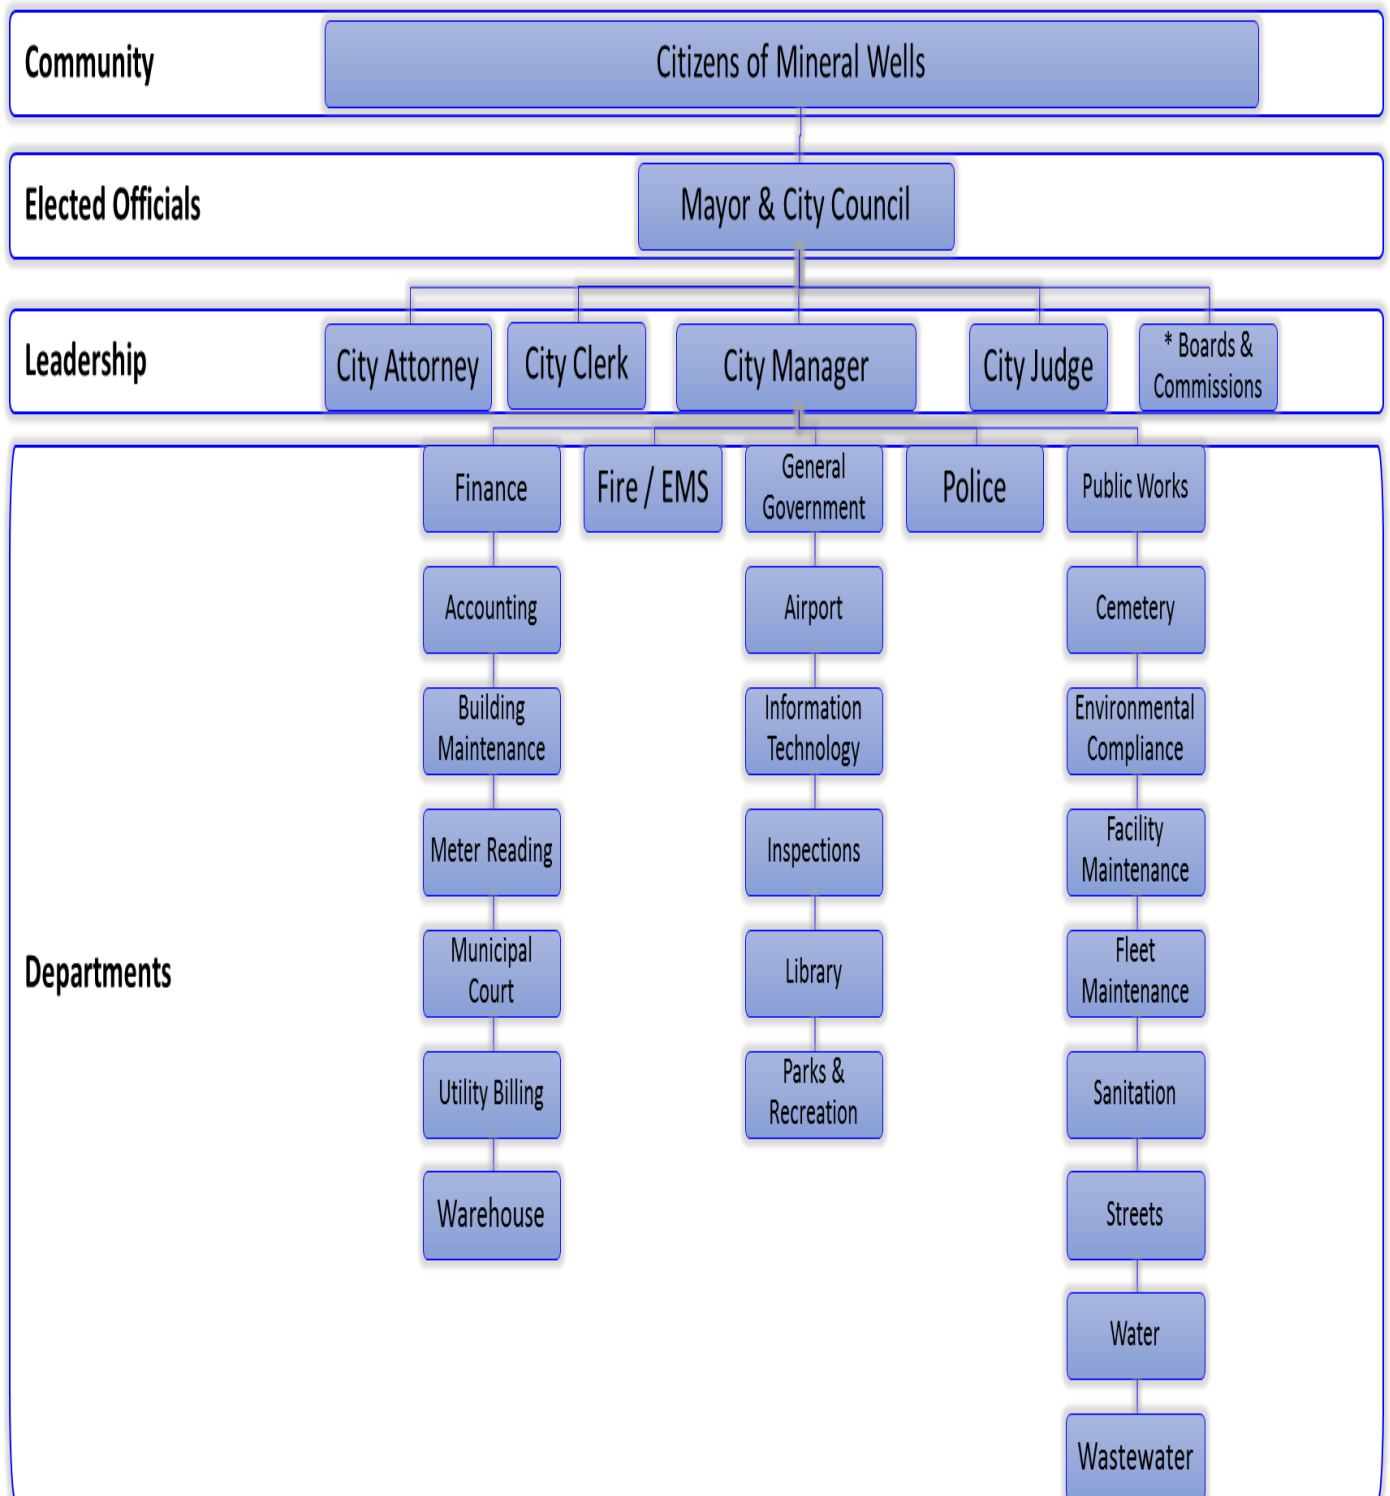 Community
Citizens of Mineral Wells
Elected Officials
Mayor & City Council
Leadership
City Attorney
City Clerk
City Manager
City Judge
* Boards &
Commissions
Departments
Finance
Fire / EMS
General
Government
Police
Public Works
Accounting
Building
Maintenance
Meter Reading
Municipal
Court
Utility Billing
Warehouse
Airport
Information
Technology
Inspections
Library
Parks &
Recreation
Cemetery
Environmental
Compliance
Facility
Maintenance
Fleet
Maintenance
Sanitation
Streets
Water
Wastewater